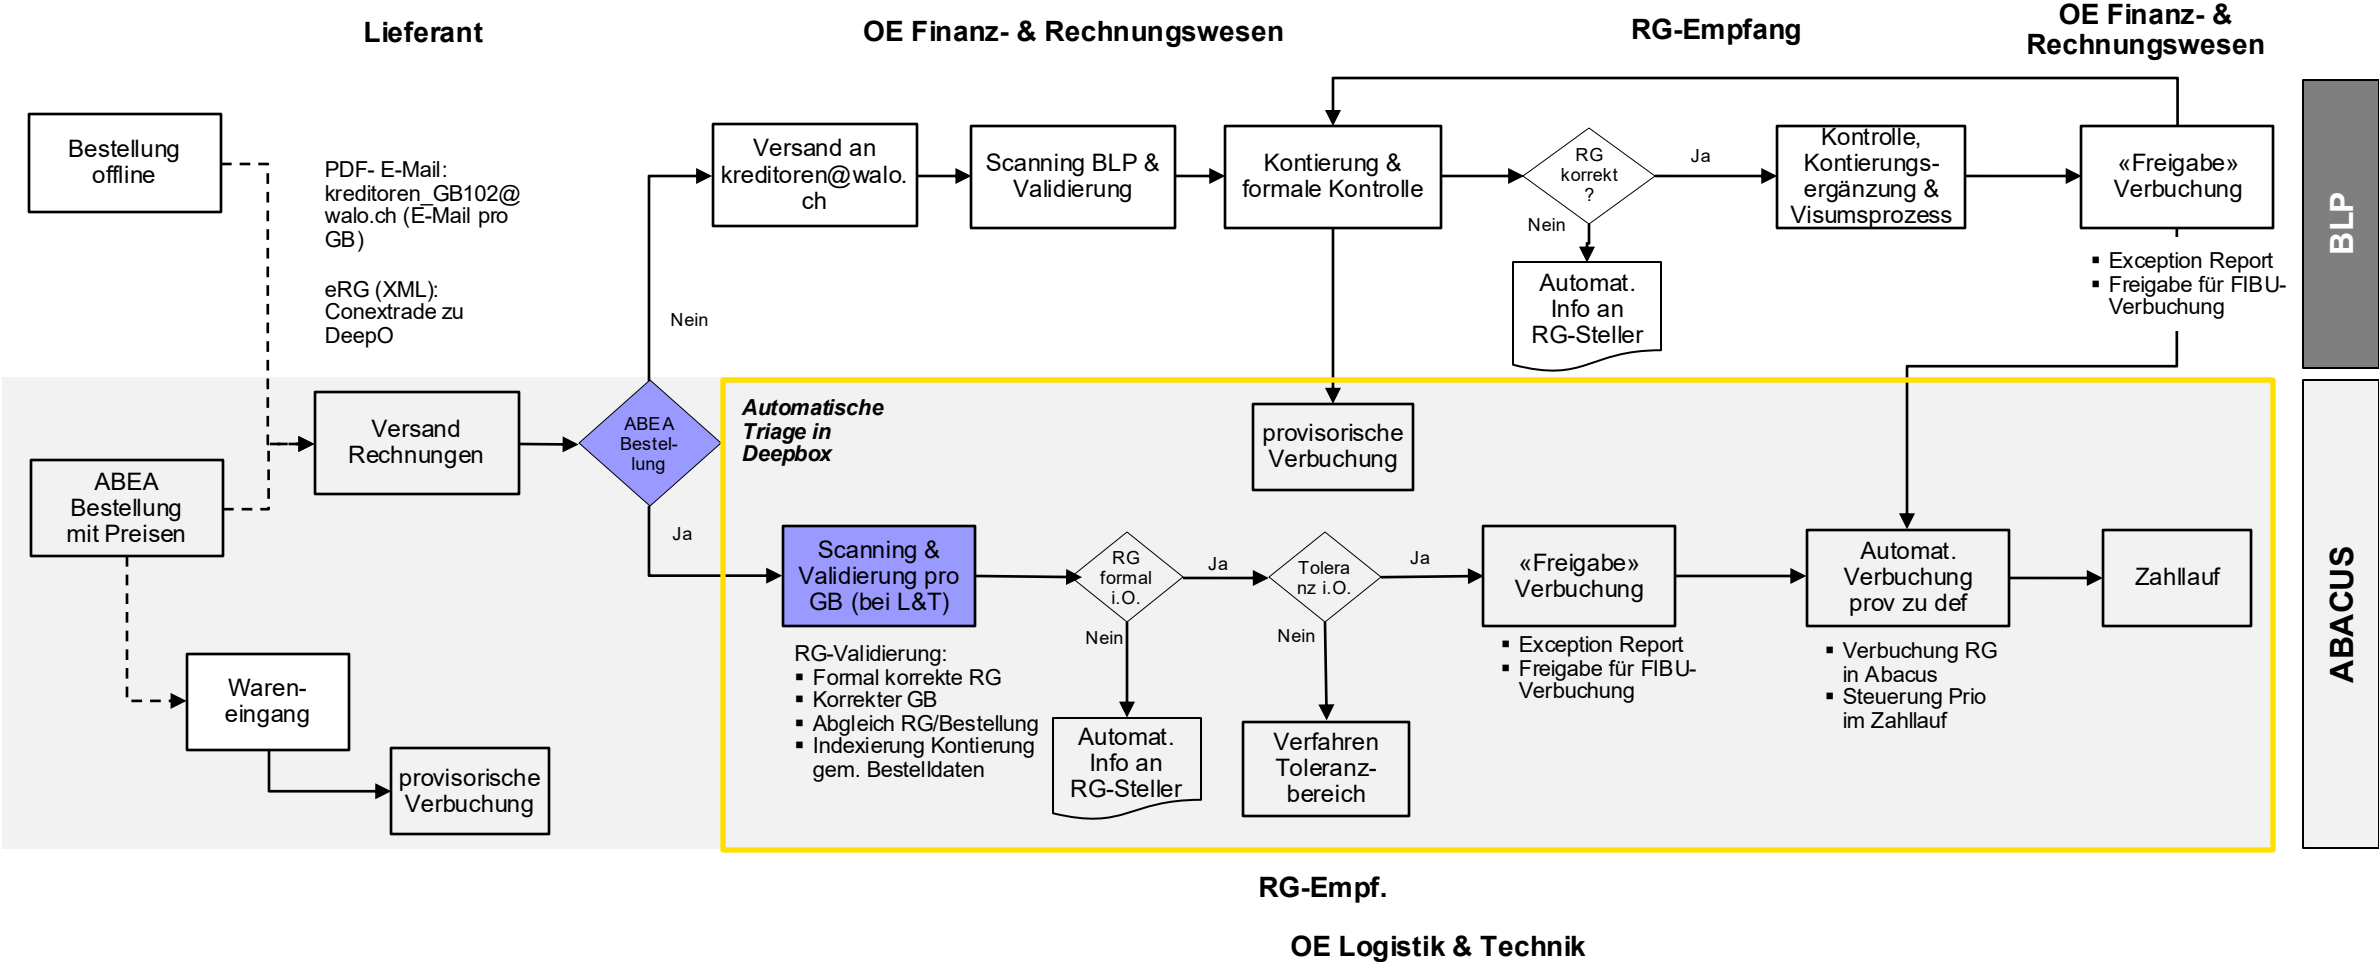 Lieferant
OE Finanz- & Rechnungswesen
RG-Empfang
OE Finanz- &
Rechnungswesen
Bestellung
offline
PDF- E-Mail:
kreditoren_GB102@
walo.ch (E-Mail pro
GB)
eRG (XML):
Conextrade zu
DeepO
Versand an
kreditoren@walo.
ch
Scanning BLP &
Validierung
Kontierung &
formale Kontrolle
RG
korrekt
?
Ja
Nein
Automat.
Info an
RG-Steller
Kontrolle,
Kontierungs-
ergänzung &
Visumsprozess
«Freigabe»
Verbuchung
▪ Exception Report
▪ Freigabe für FIBU-
Verbuchung
BLP
Nein
ABEA
Bestellung
mit Preisen
Versand
Rechnungen
ABEA
Bestel-
lung
Ja
Automatische
Triage in
Deepbox
provisorische
Verbuchung
Waren-
eingang
provisorische
Verbuchung
Scanning &
Validierung pro
GB (bei L&T)
RG-Validierung:
▪ Formal korrekte RG
▪ Korrekter GB
▪ Abgleich RG/Bestellung
▪ Indexierung Kontierung
gem. Bestelldaten
RG
formal
i.O.
Ja
Nein
Automat.
Info an
RG-Steller
Tolera
nz i.O.
Ja
Nein
Verfahren
Toleranz-
bereich
«Freigabe»
Verbuchung
▪ Exception Report
▪ Freigabe für FIBU-
Verbuchung
Automat.
Verbuchung
prov zu def
▪ Verbuchung RG
in Abacus
▪ Steuerung Prio
im Zahllauf
Zahllauf
ABACUS
RG-Empf.
OE Logistik & Technik